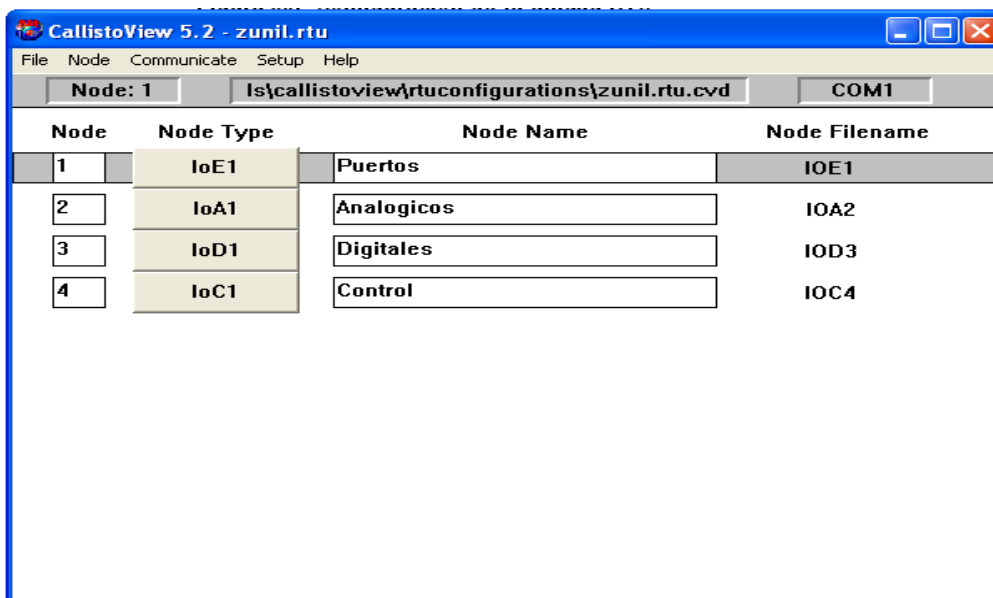 CallistoView 5.2 - zunil.rtu
File Node Communicate Setup Help
Node: 1 ls\callistoview\rtuconfigurations\zunil.rtu.cvd COM1
Node Node Type Node Name Node Filename
1 IoE1 Puertos IOE1
2 IoA1 Analogicos IOA2
3 IoD1 Digitales IOD3
4 IoC1 Control IOC4